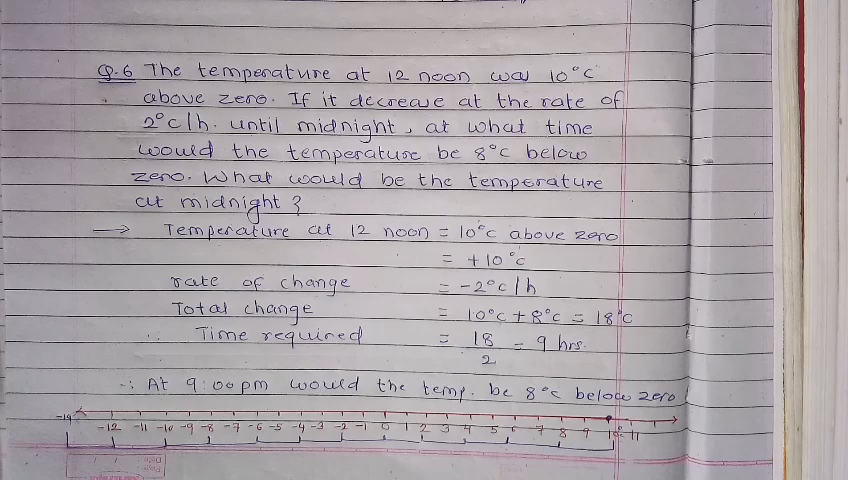 Q.6 The temperature at 12 noon was 10°C
above zero. If it decrease at the rate of
2°C/h. until midnight, at what time
would the temperature be 8°C below
zero. What would be the temperature
at midnight ?
→ Temperature at 12 noon = 10°C above zero
= +10°C
rate of change = -2°C/h
Total change = 10°C + 8°C = 18°C
∴ Time required = 18/2 = 9 hrs.
∴ At 9:00 pm would the temp. be 8°C below zero
-14 -12 -11 -10 -9 -8 -7 -6 -5 -4 -3 -2 -1 0 1 2 3 4 5 6 7 8 9 10°C 11